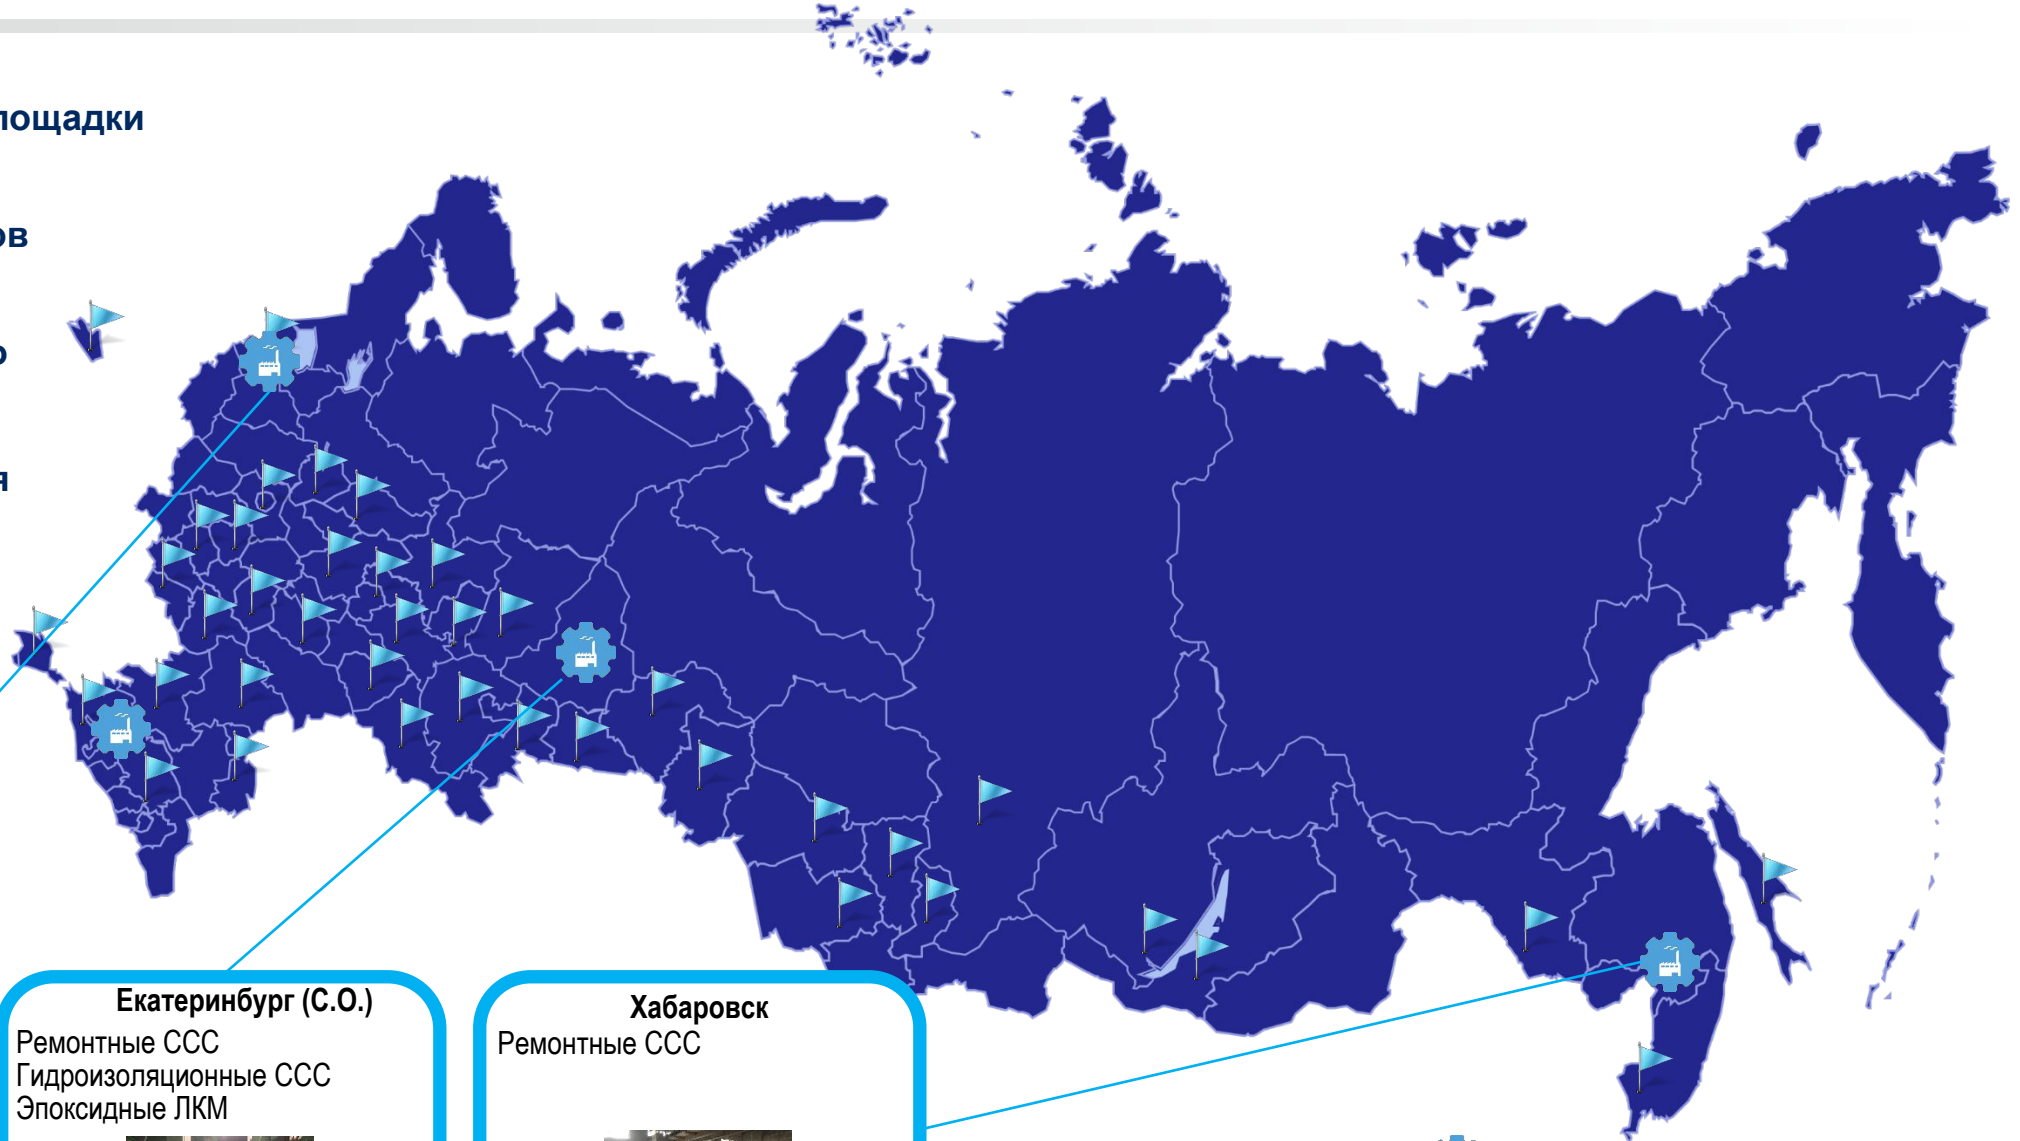 лощадки
ов
о
я
Екатеринбург (С.О.)
Ремонтные ССС
Гидроизоляционные ССС
Эпоксидные ЛКМ
Хабаровск
Ремонтные ССС